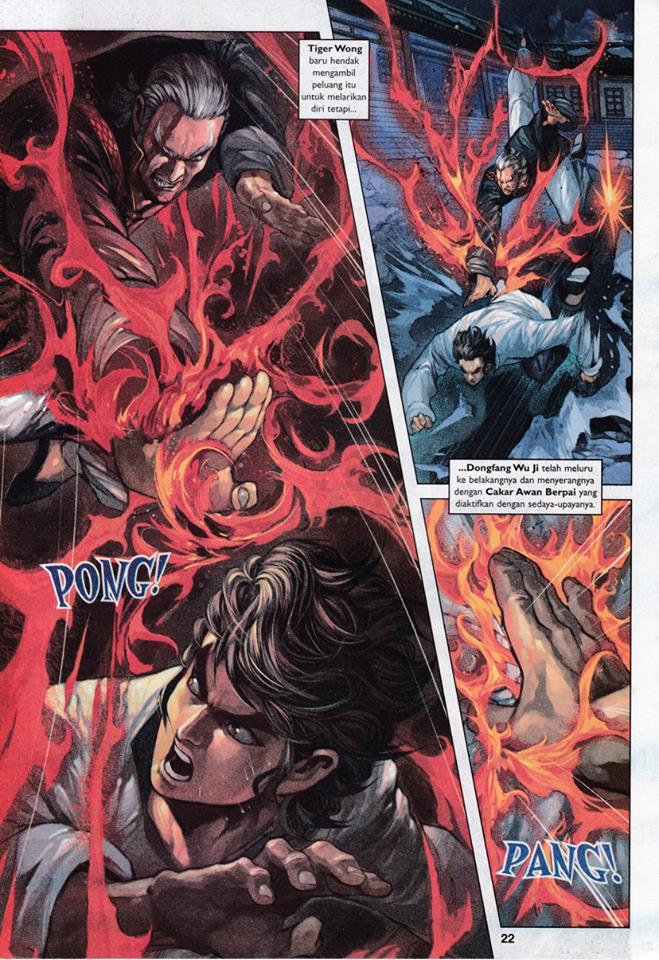 Tiger Wong
baru hendak
mengambil
peluang itu
untuk melarikan
diri tetapi...
...Dongfang Wu Ji telah meluru
ke belakangnya dan menyerangnya
dengan Cakar Awan Berpai yang
diaktifkan dengan sedaya-upayanya.
PONG!
PANG!
22